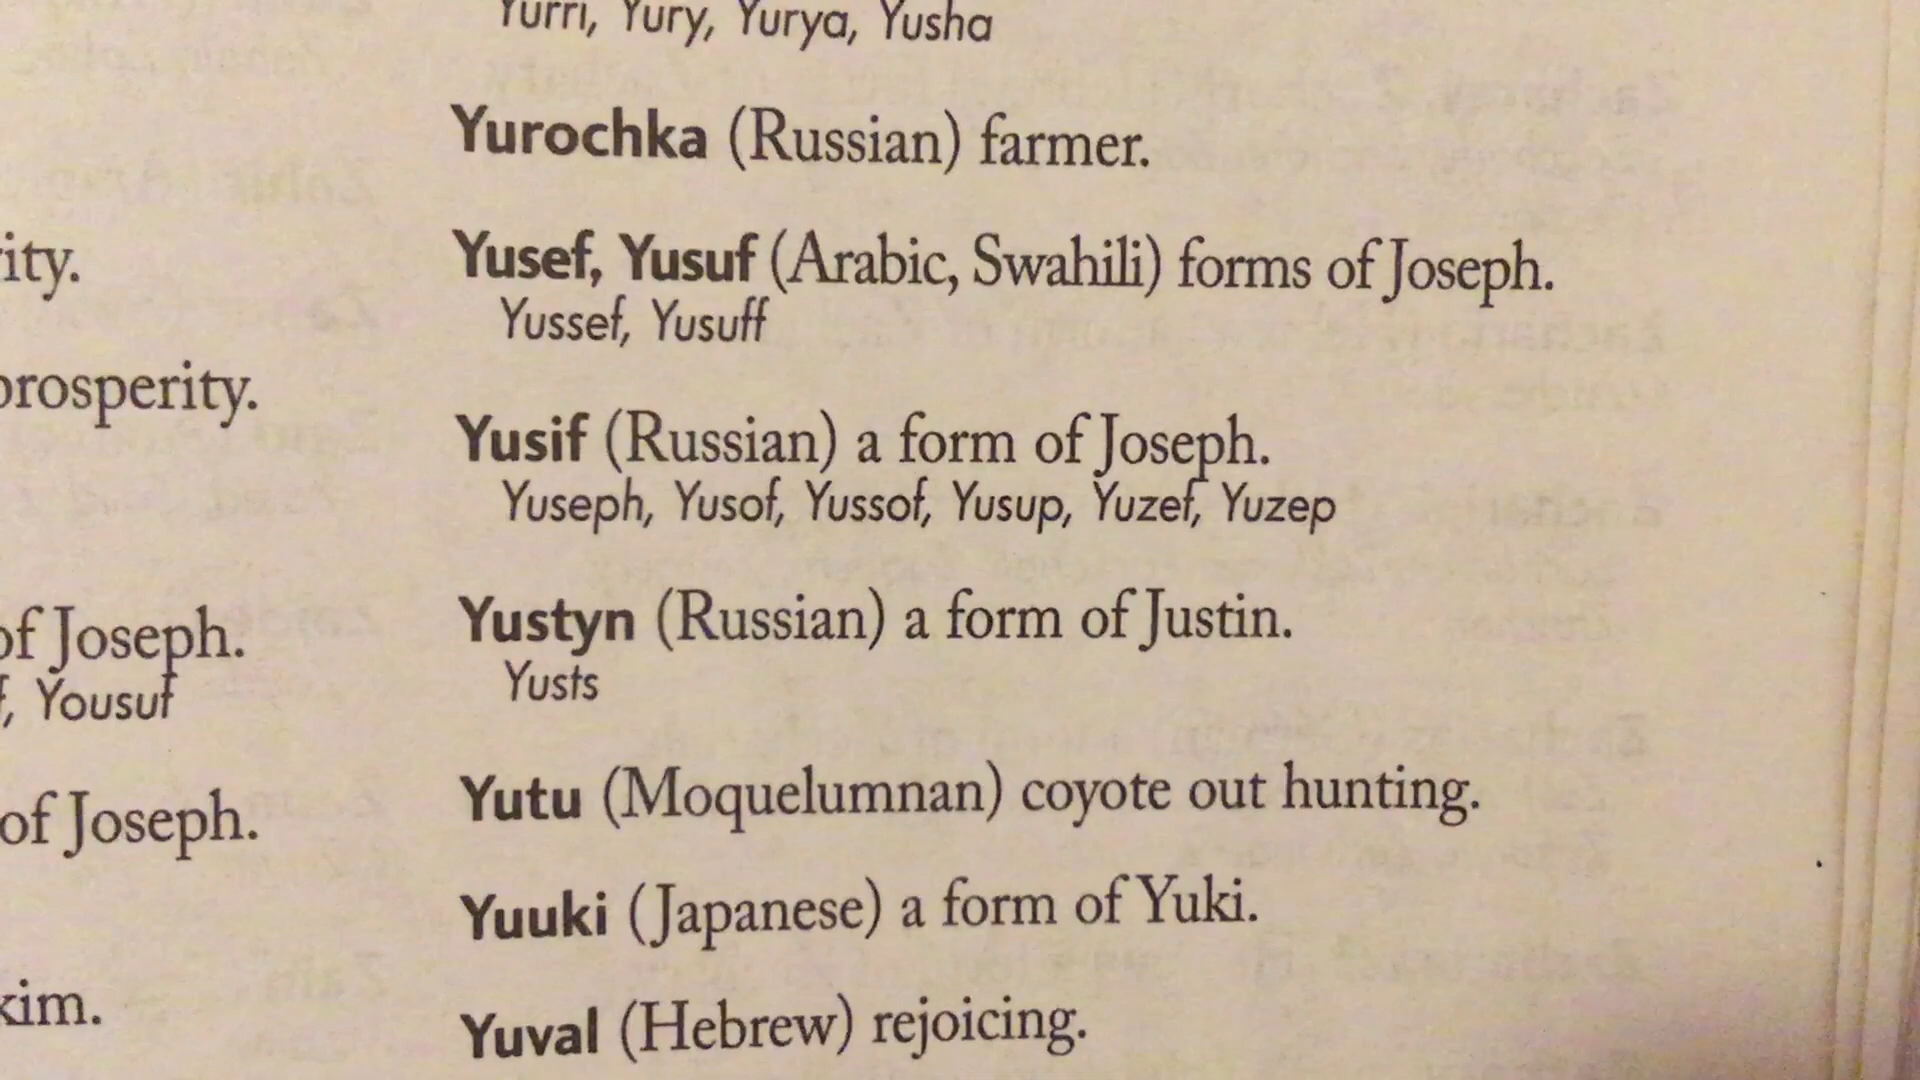 ity.
prosperity.
of Joseph.
Yousuf
of Joseph.
kim.
Yurri, Yury, Yurya, Yusha
Yurochka (Russian) farmer.
Yusef, Yusuf (Arabic, Swahili) forms of Joseph.
Yussef, Yusuff
Yusif (Russian) a form of Joseph.
Yuseph, Yusof, Yussof, Yusup, Yuzef, Yuzep
Yustyn (Russian) a form of Justin.
Yusts
Yutu (Moquelumnan) coyote out hunting.
Yuuki (Japanese) a form of Yuki.
Yuval (Hebrew) rejoicing.